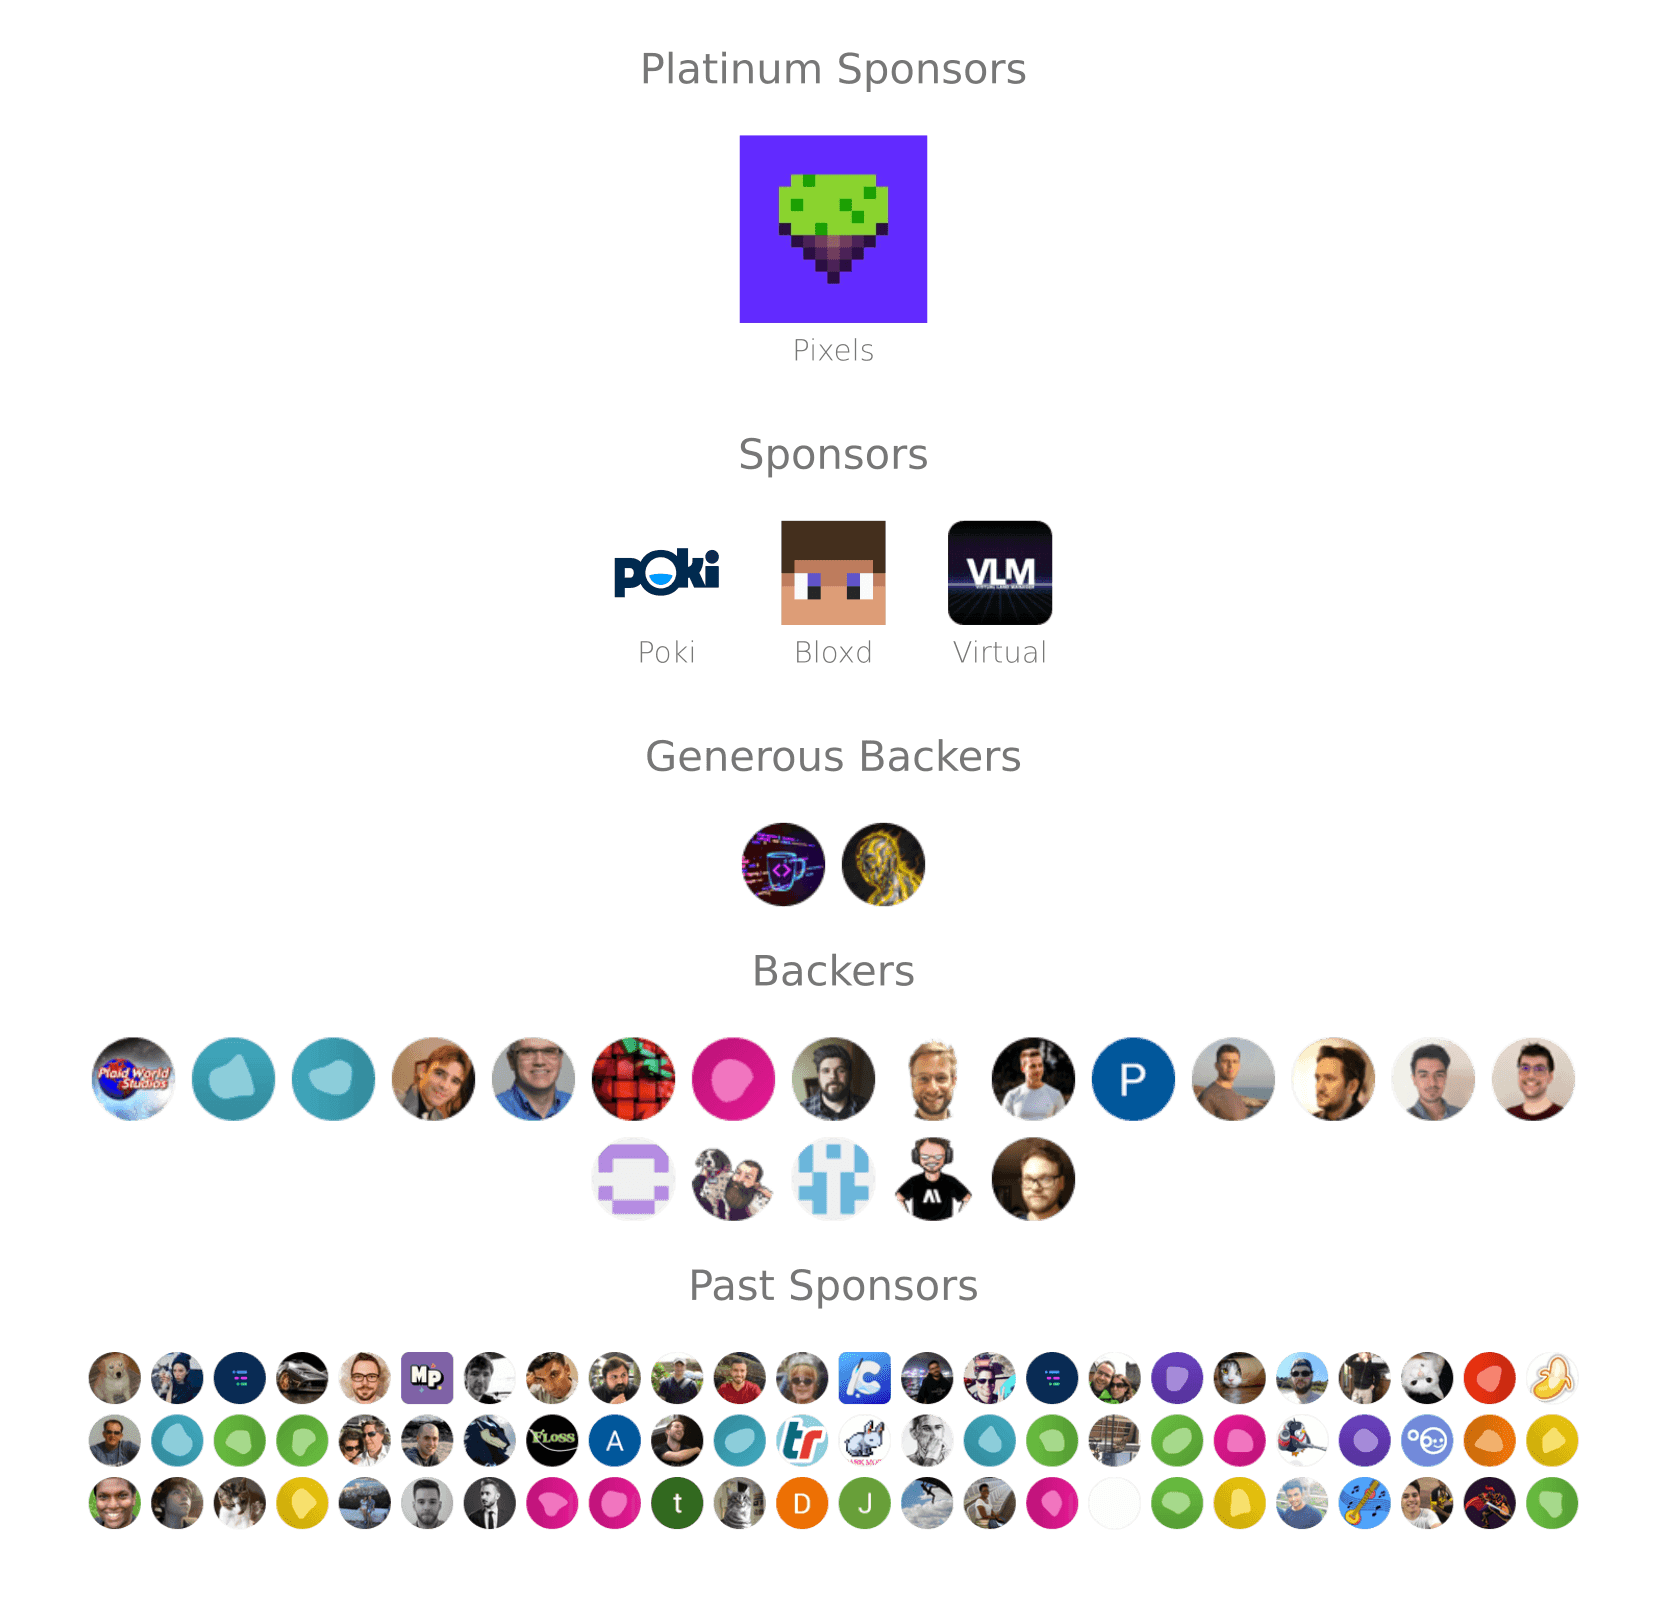 Platinum Sponsors
Pixels
Sponsors
poki
VLM
Poki
Bloxd
Virtual
Generous Backers
Backers
Plaid World
Studios
P
Past Sponsors
MP
C
FLOSS
A
tr
t
D
J